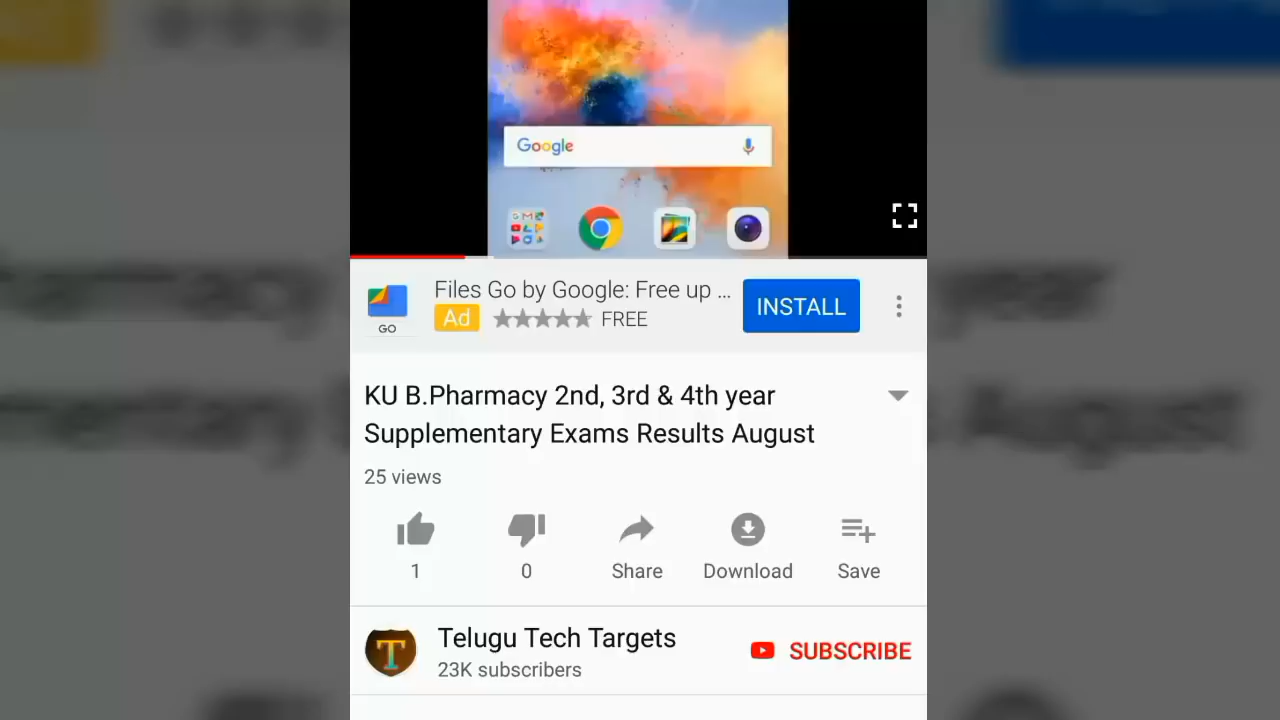 Google
Files Go by Google: Free up ...
GO
Ad
FREE
INSTALL
KU B.Pharmacy 2nd, 3rd & 4th year
Supplementary Exams Results August
25 views
1
0
Share
Download
Save
T
Telugu Tech Targets
23K subscribers
SUBSCRIBE